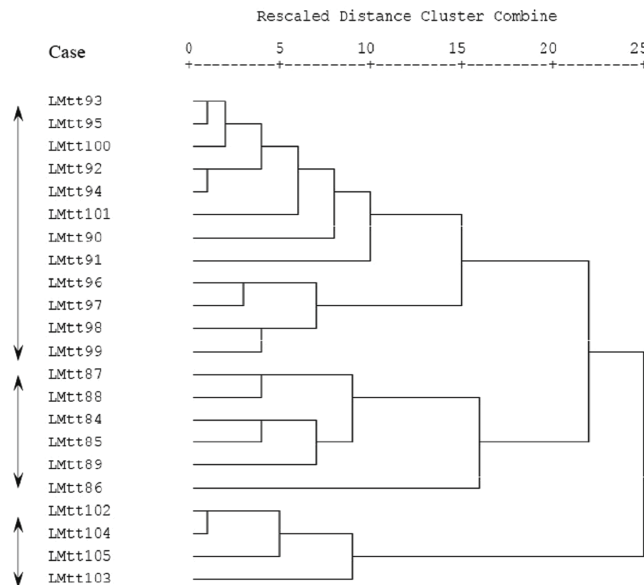 Rescaled Distance Cluster Combine
Case
0 5 10 15 20 25
LMtt93
LMtt95
LMtt100
LMtt92
LMtt94
LMtt101
LMtt90
LMtt91
LMtt96
LMtt97
LMtt98
LMtt99
LMtt87
LMtt88
LMtt84
LMtt85
LMtt89
LMtt86
LMtt102
LMtt104
LMtt105
LMtt103